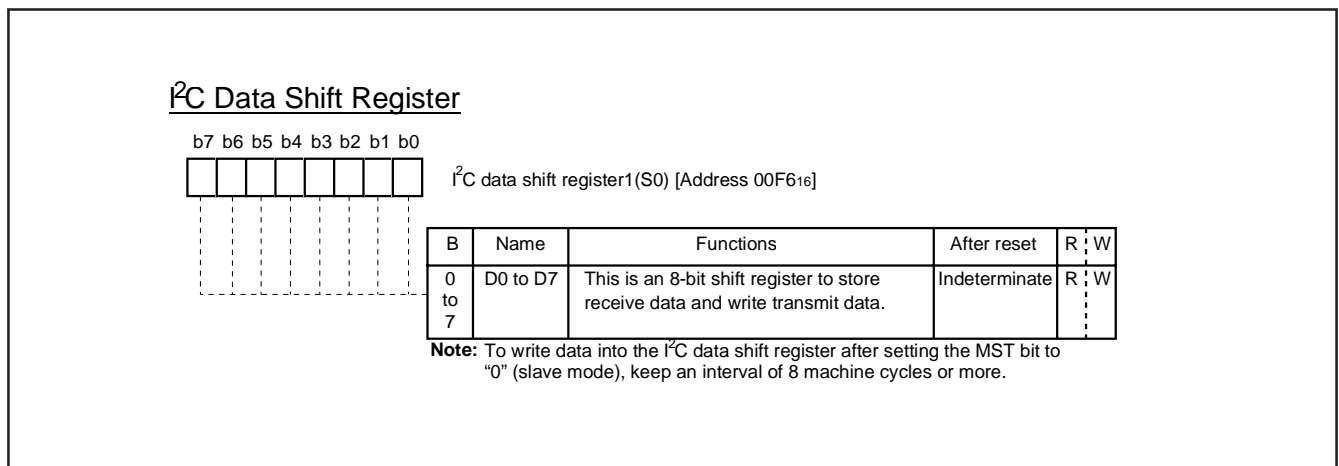 I²C Data Shift Register
b7 b6 b5 b4 b3 b2 b1 b0
I²C data shift register1(S0) [Address 00F6₁₆]
B Name Functions After reset R W
0 to 7 D0 to D7 This is an 8-bit shift register to store Indeterminate R W
receive data and write transmit data.
Note: To write data into the I²C data shift register after setting the MST bit to
“0” (slave mode), keep an interval of 8 machine cycles or more.